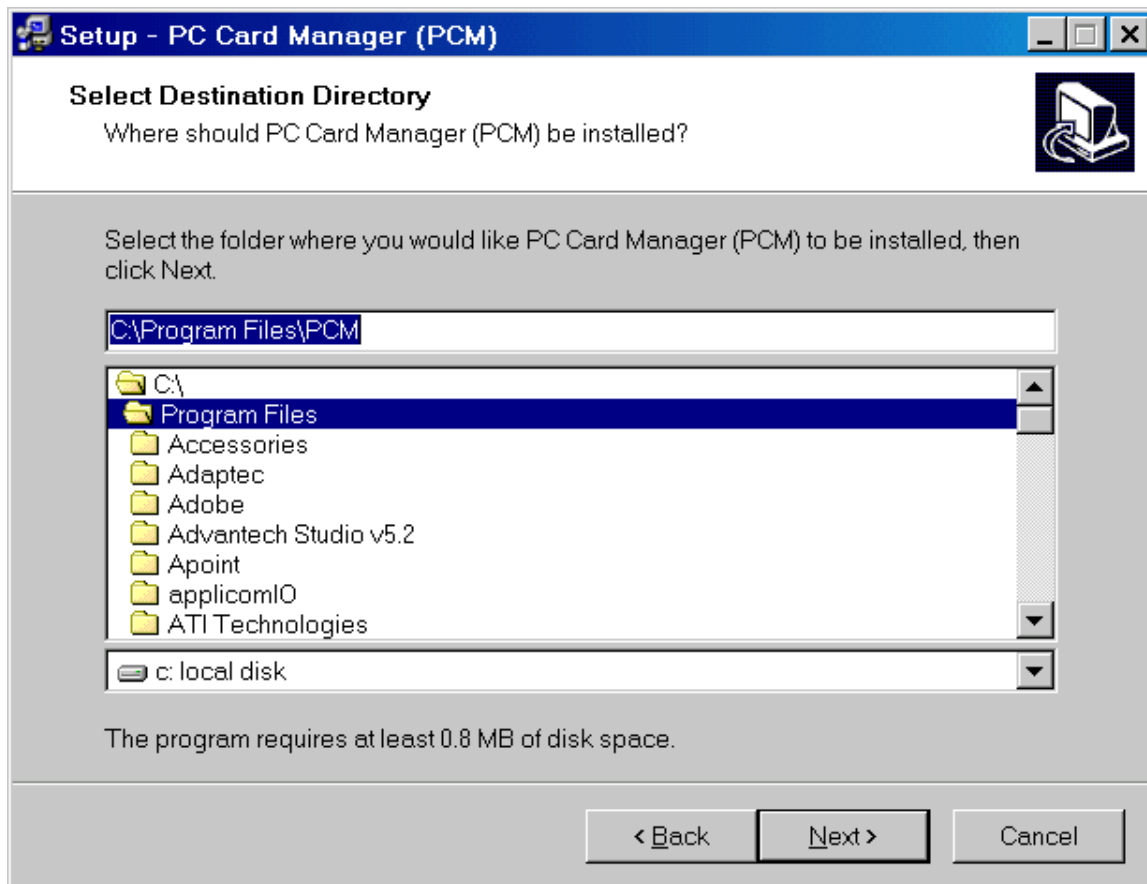 Setup - PC Card Manager (PCM)
Select Destination Directory
Where should PC Card Manager (PCM) be installed?
Select the folder where you would like PC Card Manager (PCM) to be installed, then
click Next.
C:\Program Files\PCM
C:\
Program Files
Accessories
Adaptec
Adobe
Advantech Studio v5.2
Apoint
applicomIO
ATI Technologies
c: local disk
The program requires at least 0.8 MB of disk space.
< Back
Next >
Cancel